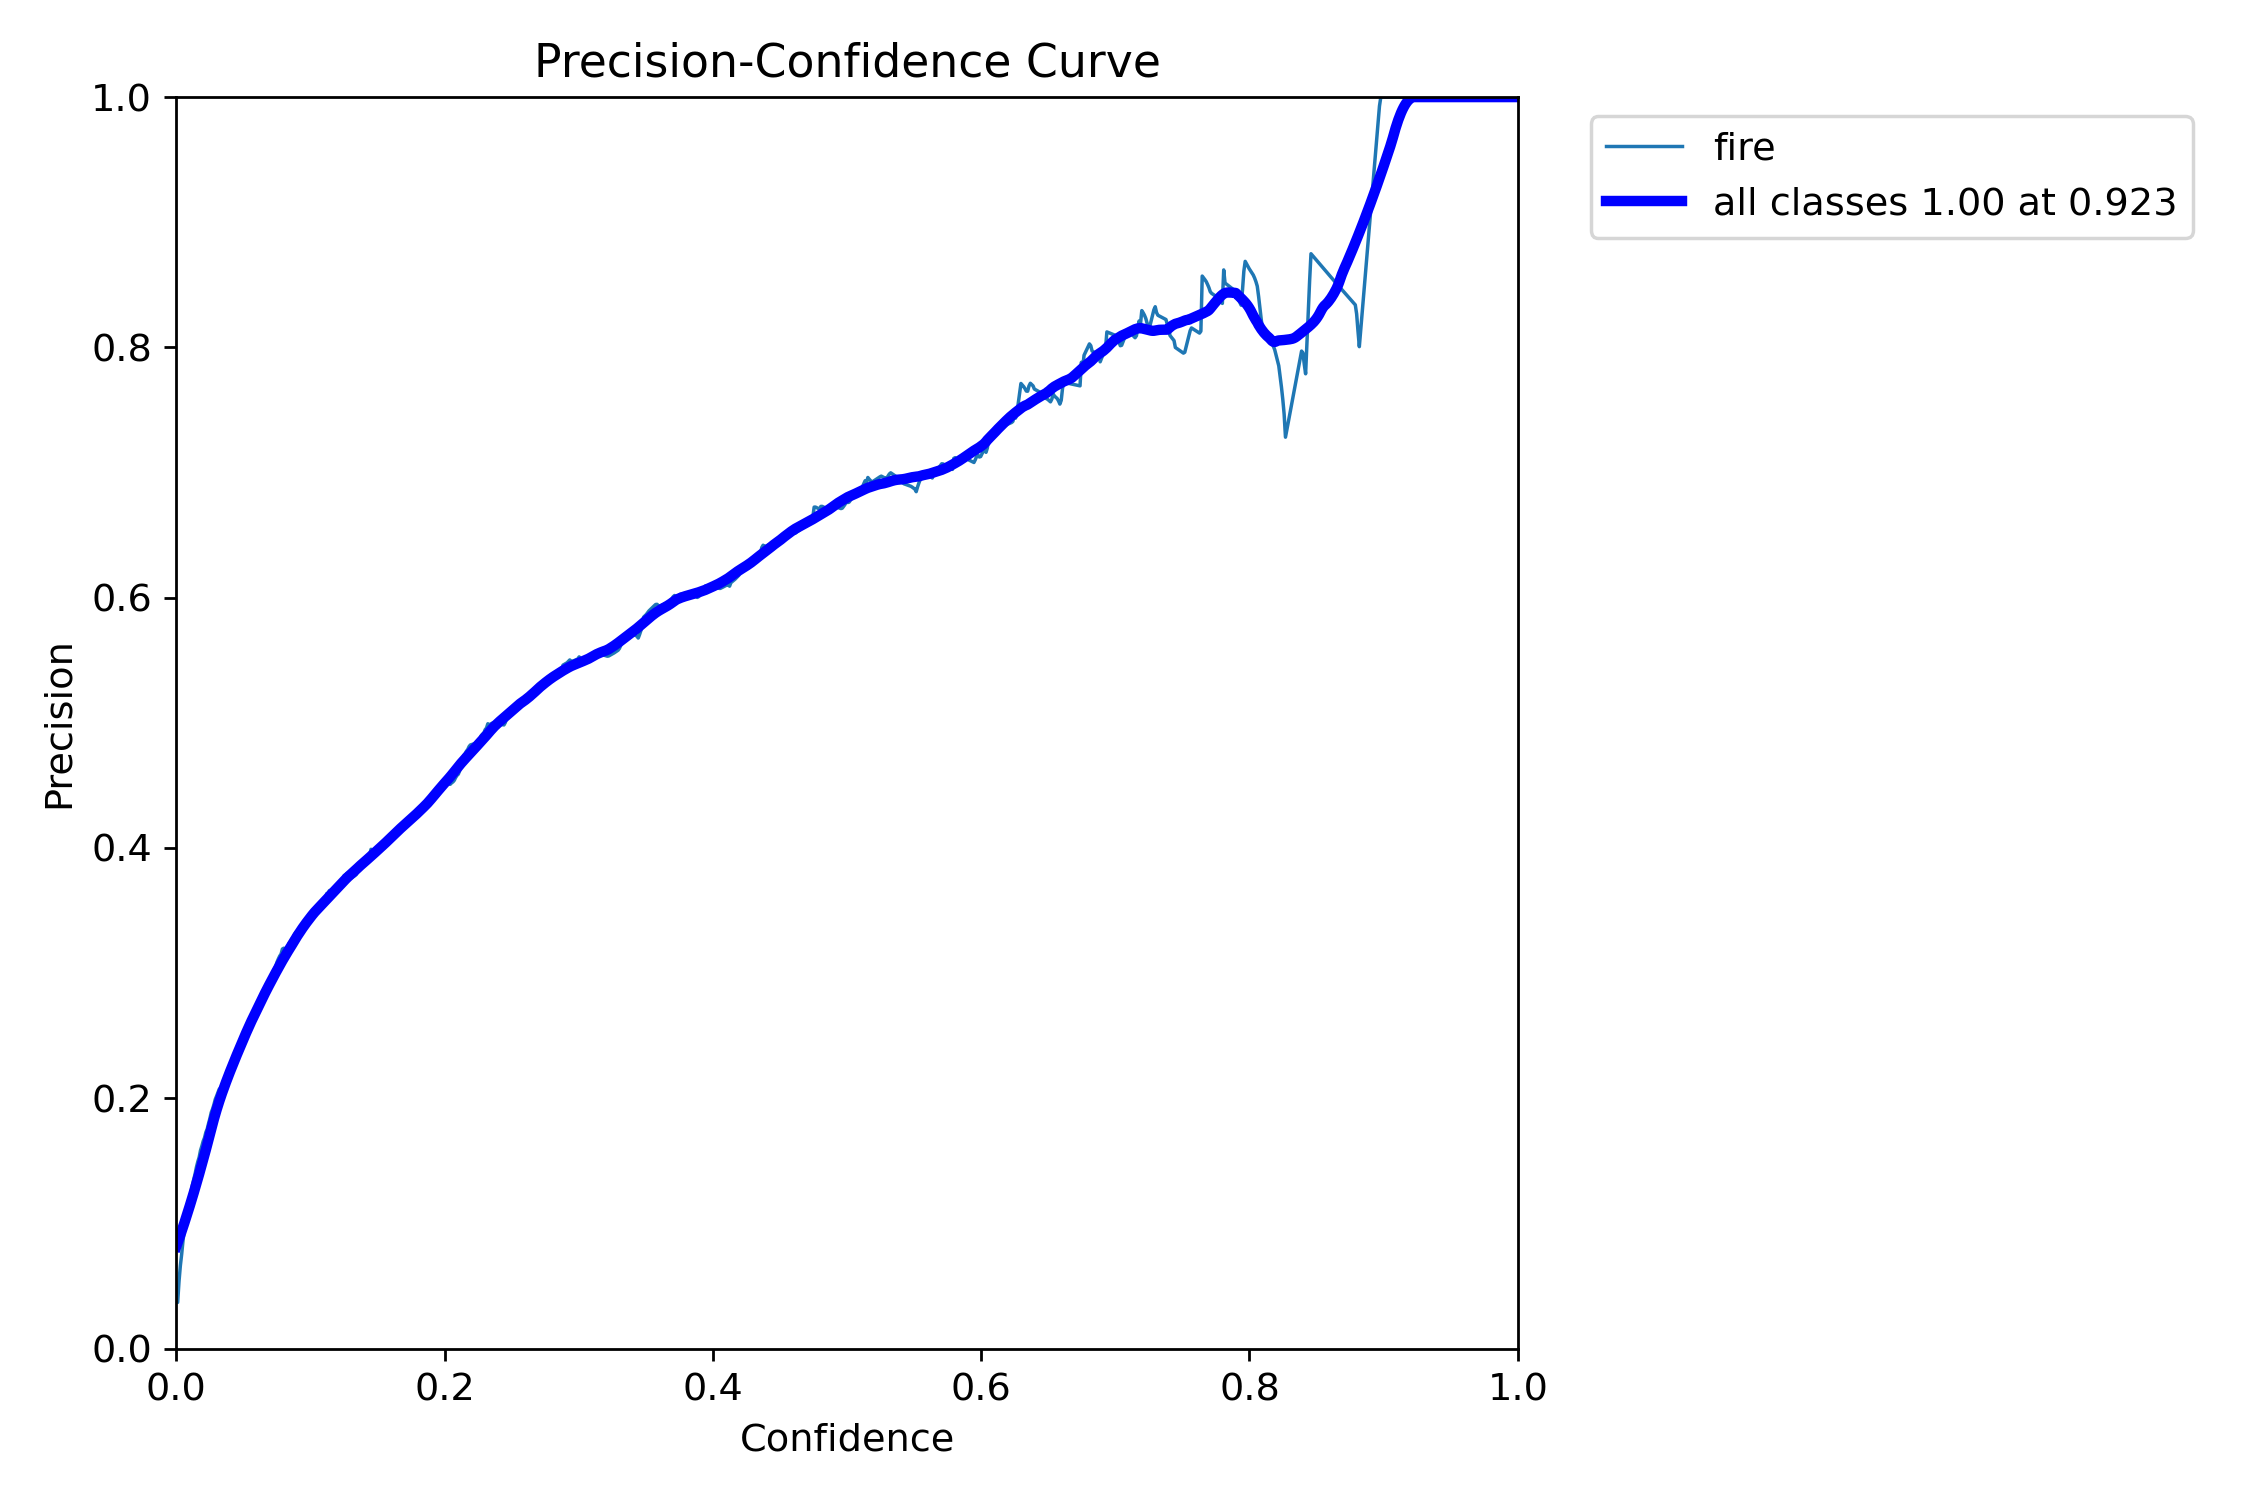 Precision-Confidence Curve
1.0
0.8
0.6
0.4
0.2
0.0
Precision
0.0 0.2 0.4 0.6 0.8 1.0
Confidence
fire
all classes 1.00 at 0.923